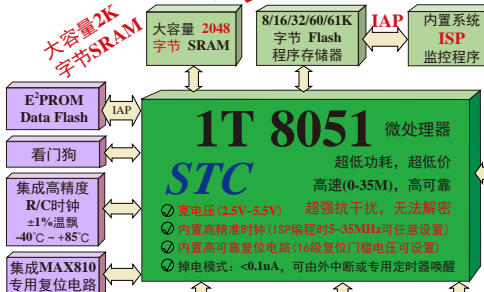 大容量2K
字节SRAM
大容量 2048
字节 SRAM
8/16/32/60/61K
字节 Flash
程序存储器
IAP
内置系统
ISP
监控程序
E²PROM
Data Flash
IAP
看门狗
集成高精度
R/C时钟
±1%温飘
-40℃ ~ +85℃
集成MAX810
专用复位电路
1T 8051 微处理器
STC
超低功耗，超低价
高速(0-35M)，高可靠
宽电压(2.5V~5.5V) 超强抗干扰，无法解密
内置高精准时钟(ISP编程时5~35MHz可任意设置)
内置高可靠复位电路(16级复位门槛电压可设置)
掉电模式：<0.1uA，可由外中断或专用定时器唤醒